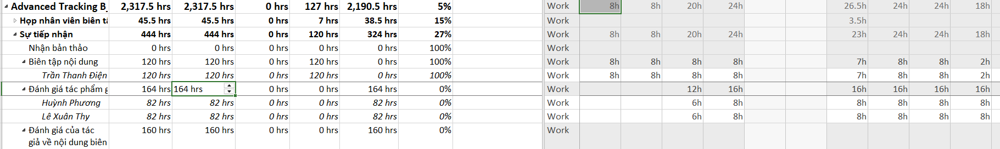 Advanced Tracking B 2,317.5 hrs 2,317.5 hrs 0 hrs 127 hrs 2,190.5 hrs 5% Work 8h 8h 20h 24h 26.5h 24h 24h 18h
Họp nhân viên biên tậ 45.5 hrs 45.5 hrs 0 hrs 7 hrs 38.5 hrs 15% Work 3.5h
Sự tiếp nhận 444 hrs 444 hrs 0 hrs 120 hrs 324 hrs 27% Work 8h 8h 20h 24h 23h 24h 24h 18h
Nhận bản thảo 0 hrs 0 hrs 0 hrs 0 hrs 0 hrs 100% Work
Biên tập nội dung 120 hrs 120 hrs 0 hrs 120 hrs 0 hrs 100% Work 8h 8h 8h 8h 7h 8h 8h 2h
Trần Thanh Điện 120 hrs 120 hrs 0 hrs 120 hrs 0 hrs 100% Work 8h 8h 8h 8h 7h 8h 8h 2h
Đánh giá tác phẩm g 164 hrs 164 hrs 0 hrs 0 hrs 164 hrs 0% Work 12h 16h 16h 16h 16h 16h
Huỳnh Phương 82 hrs 82 hrs 0 hrs 0 hrs 82 hrs 0% Work 6h 8h 8h 8h 8h 8h
Lê Xuân Thy 82 hrs 82 hrs 0 hrs 0 hrs 82 hrs 0% Work 6h 8h 8h 8h 8h 8h
Đánh giá của tác 160 hrs 160 hrs 0 hrs 0 hrs 160 hrs 0% Work
giả về nội dung biên